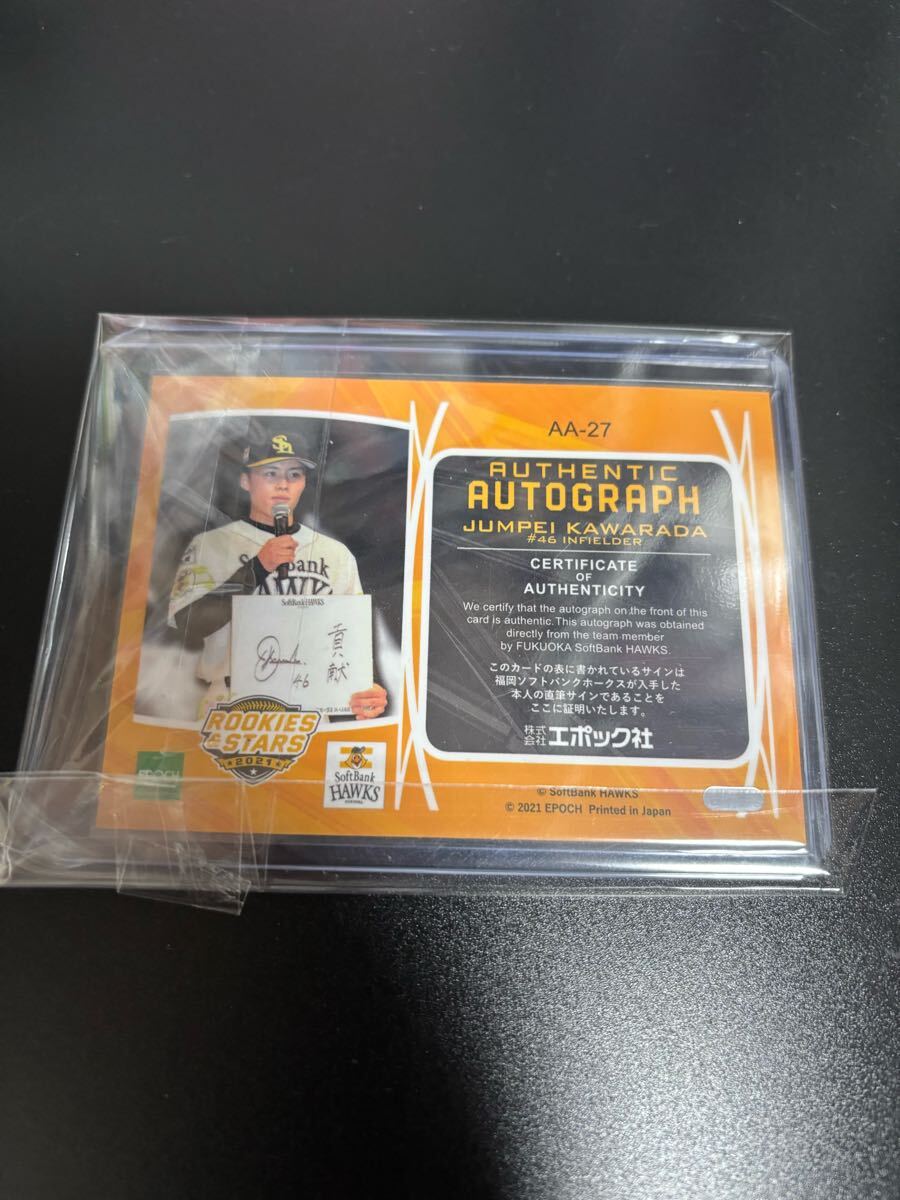 AA-27
AUTHENTIC
AUTOGRAPH
JUMPEI KAWARADA
#46 INFIELDER
CERTIFICATE
OF
AUTHENTICITY
We certify that the autograph on the front of this
card is authentic. This autograph was obtained
directly from the team member
by FUKUOKA SoftBank HAWKS.
このカードの表に書かれているサインは
福岡ソフトバンクホークスが入手した
本人の直筆サインであることを
ここに証明いたします。
株式会社エポック社
© SoftBank HAWKS
© 2021 EPOCH Printed in Japan
SH
SoftBank
HAWK
SoftBank HAWKS
貢献
46
ROOKIES
& STARS
2021
EPOCH
SoftBank
HAWKS